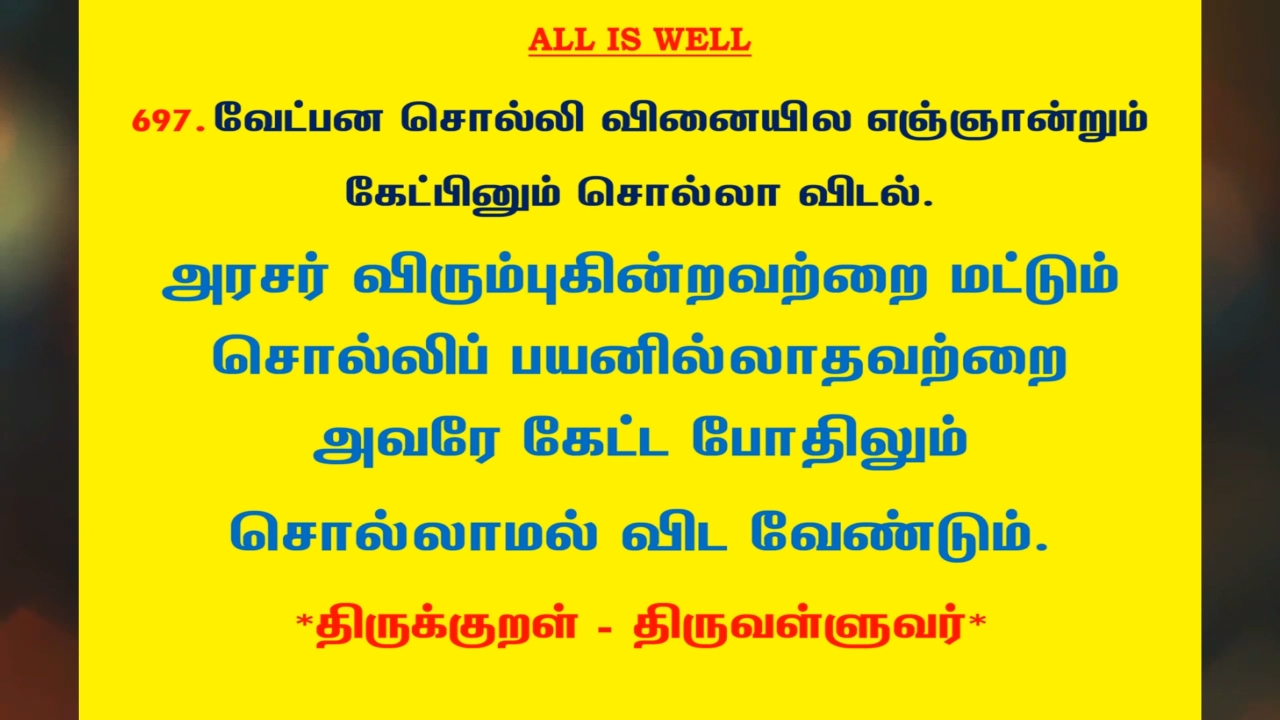 ALL IS WELL
697. வேட்பன சொல்லி வினையில எஞ்ஞான்றும்
கேட்பினும் சொல்லா விடல்.
அரசர் விரும்புகின்றவற்றை மட்டும்
சொல்லிப் பயனில்லாதவற்றை
அவரே கேட்ட போதிலும்
சொல்லாமல் விட வேண்டும்.
*திருக்குறள் - திருவள்ளுவர்*